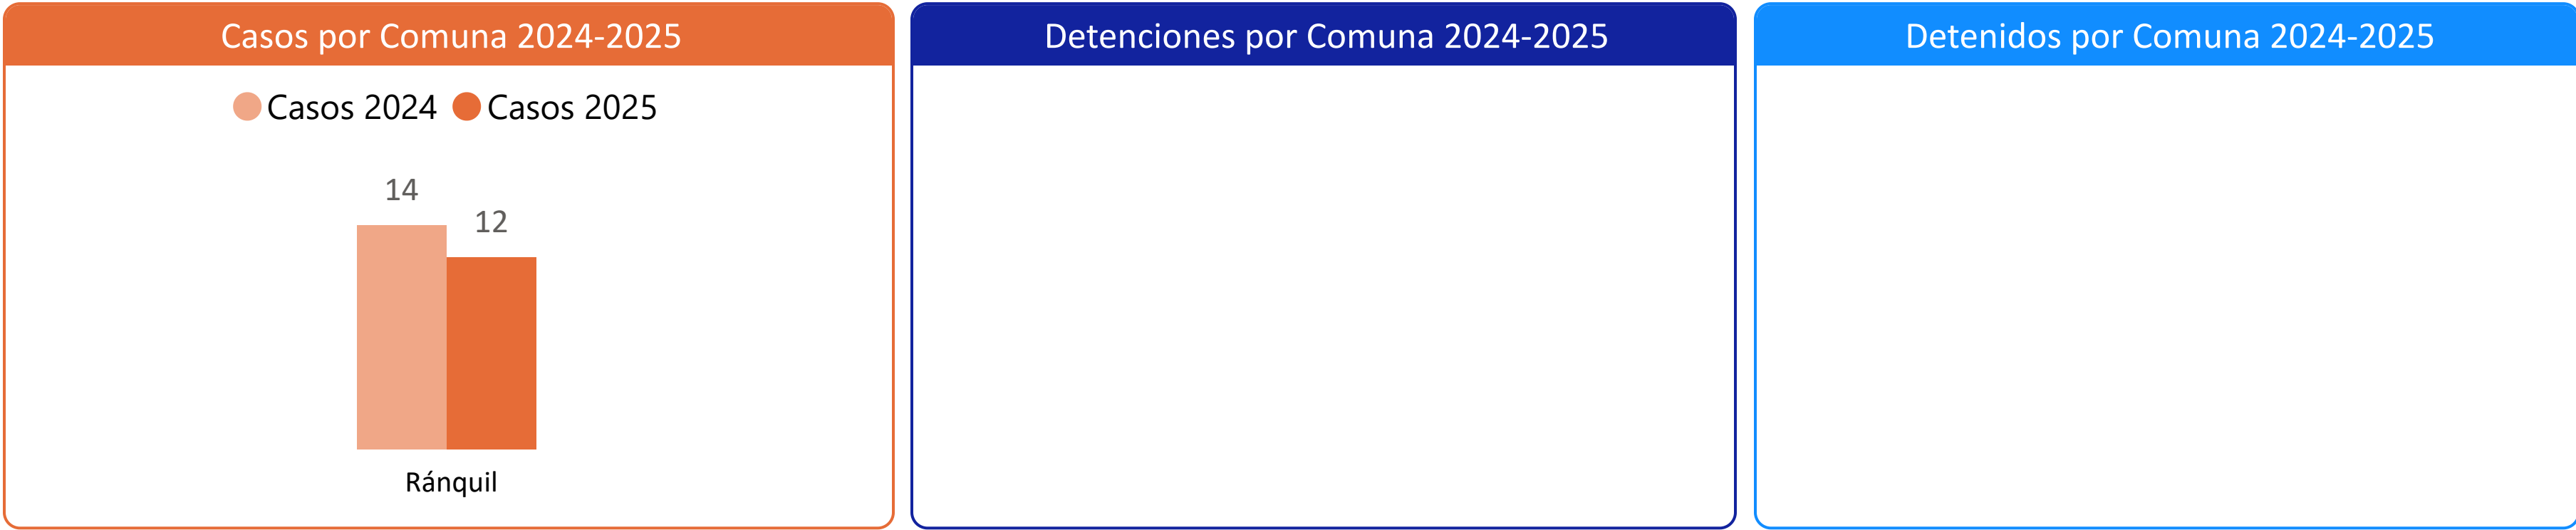 Casos por Comuna 2024-2025
Casos 2024 Casos 2025
14
12
Ránquil
Detenciones por Comuna 2024-2025
Detenidos por Comuna 2024-2025